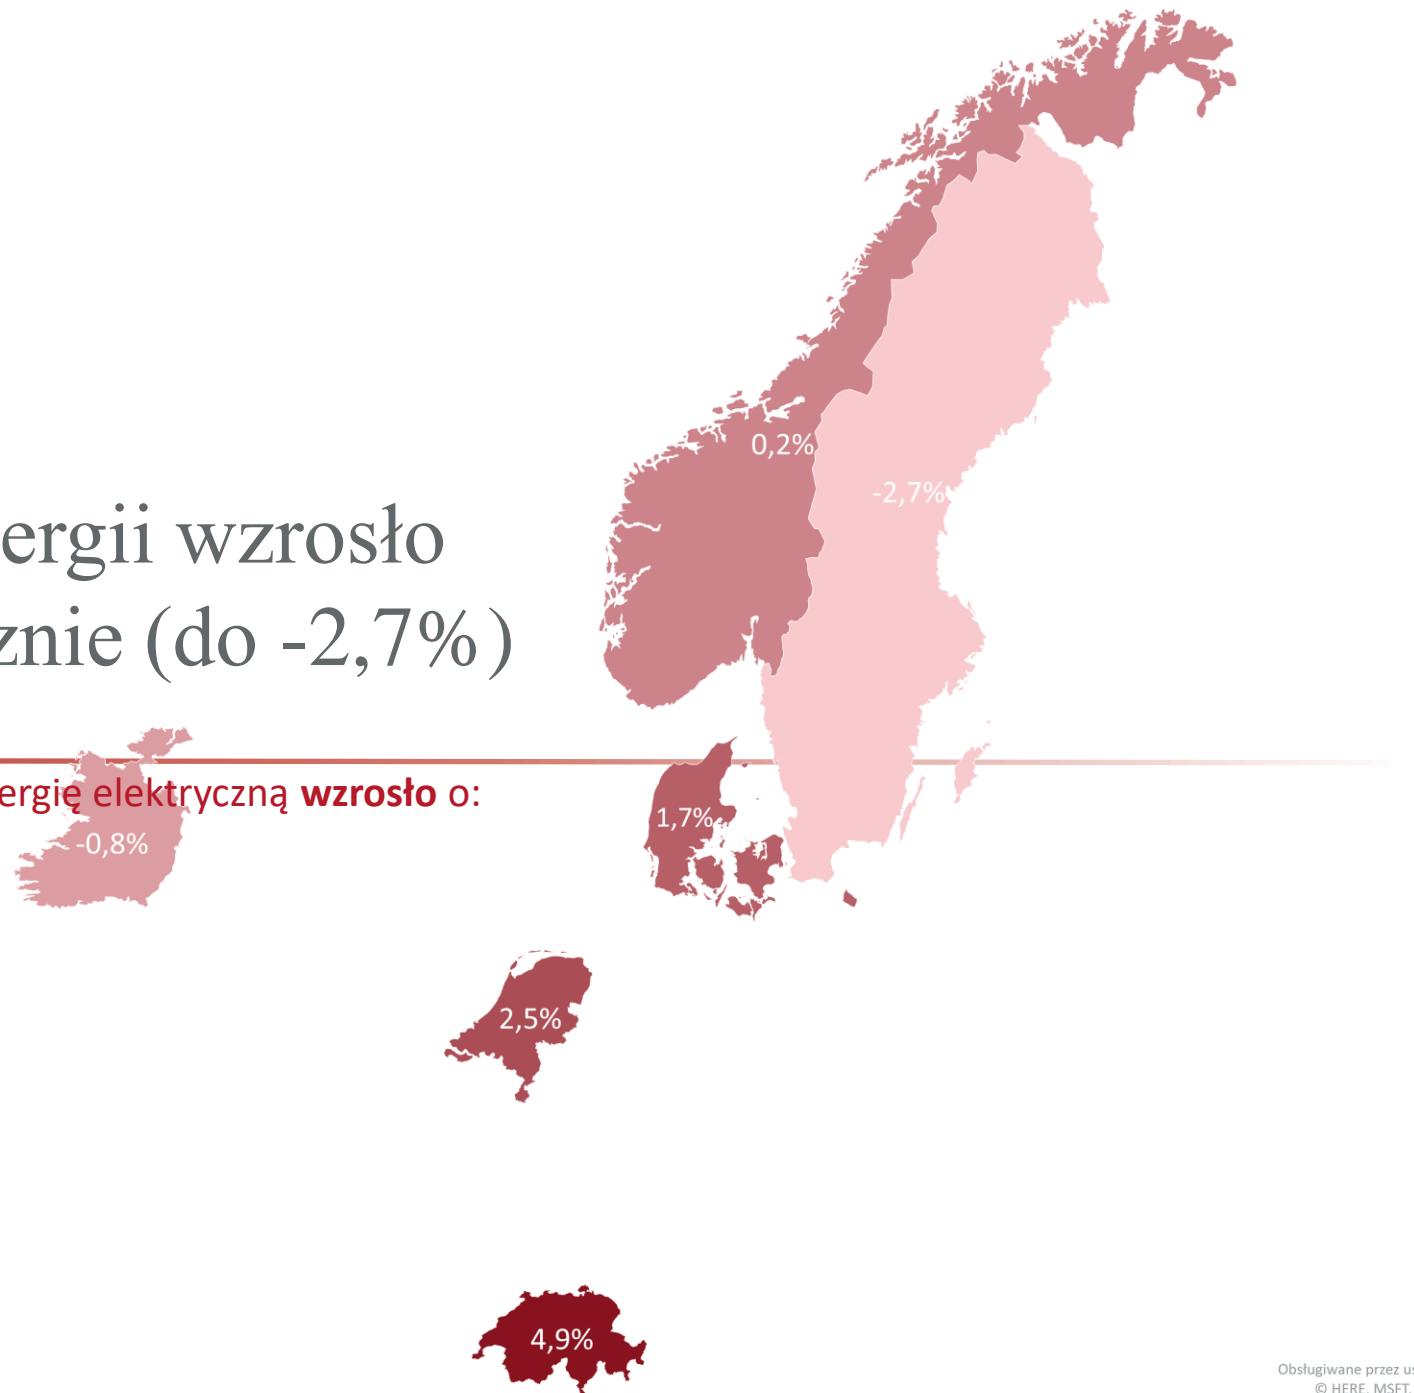 0,2%
-2,7%
ergii wzrosło
znie (do -2,7%)
ergię elektryczną wzrosło o:
1,7%
-0,8%
2,5%
4,9%
Obsługiwane przez us
© HERE, MSFT